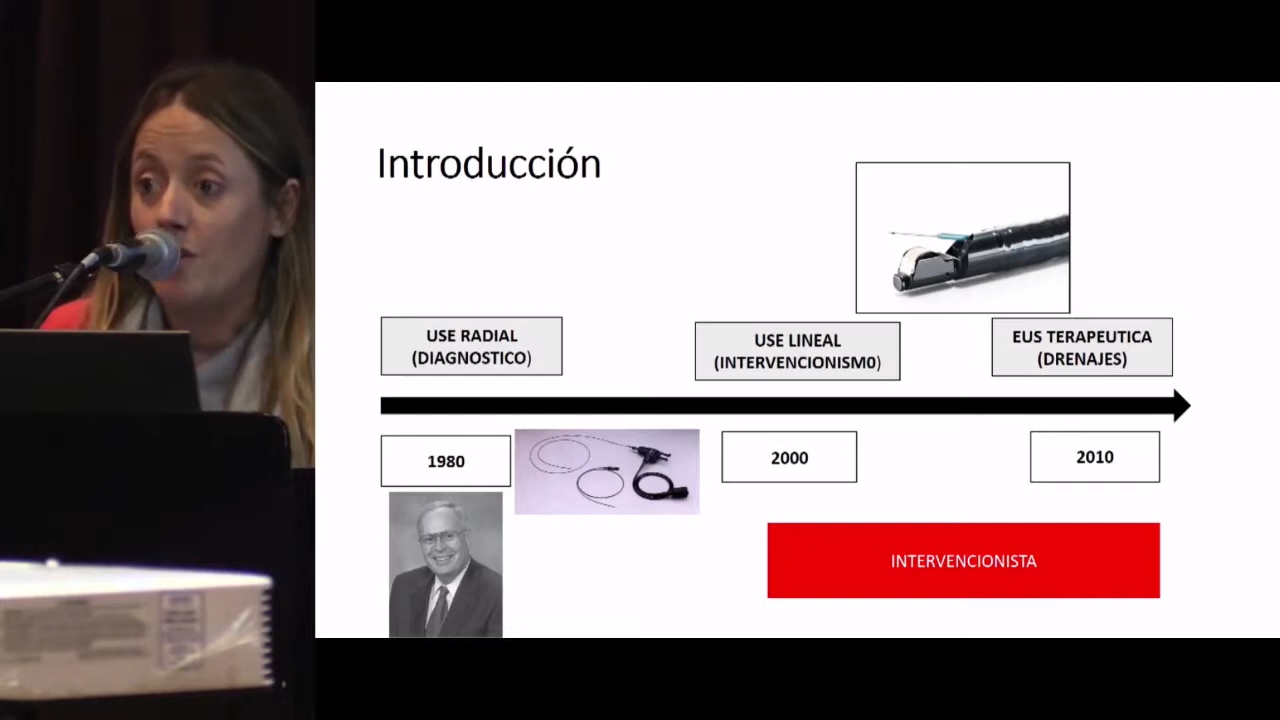 Introducción
USE RADIAL
(DIAGNOSTICO)
USE LINEAL
(INTERVENCIONISM0)
EUS TERAPEUTICA
(DRENAJES)
1980
2000
2010
INTERVENCIONISTA